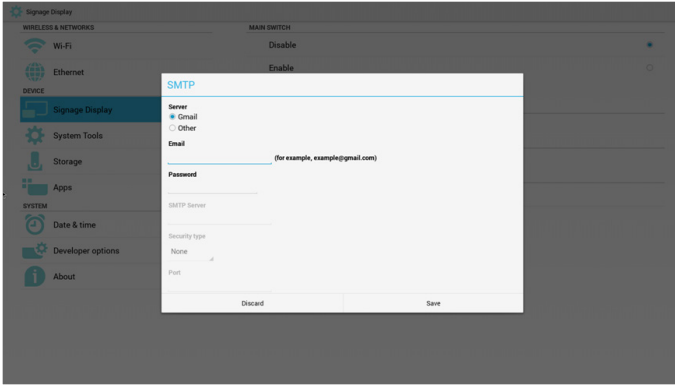 Signage Display
WIRELESS & NETWORKS
Wi-Fi
Ethernet
DEVICE
Signage Display
System Tools
Storage
Apps
SYSTEM
Date & time
Developer options
About
MAIN SWITCH
Disable
Enable
SMTP
Server
Gmail
Other
Email
(for example, example@gmail.com)
Password
SMTP Server
Security type
None
Port
Discard
Save